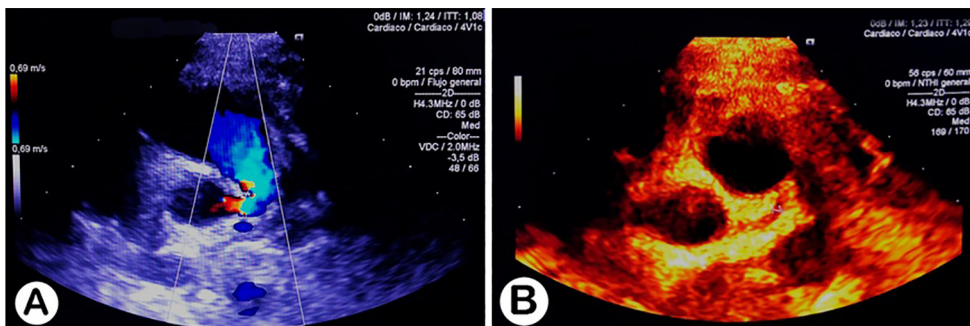 0dB / IM: 1,24 / ITT: 1,08
Cardiaco / Cardiaco / 4V1c
0,69 m/s
21 cps / 80 mm
0 bpm / Flujo general
2D
H4.3MHz / 0 dB
CD: 65 dB
Med
Color
VDC / 2.0MHz
-3,5 dB
48 / 66
0,69 m/s
A
0dB / IM: 1,23 / ITT:
Cardiaco / Cardiaco / 4V1c
56 cps / 60 mm
0 bpm / NTHI / general
2D
H4.3MHz / 0 dB
CD: 65 dB
Med
169 / 170
B